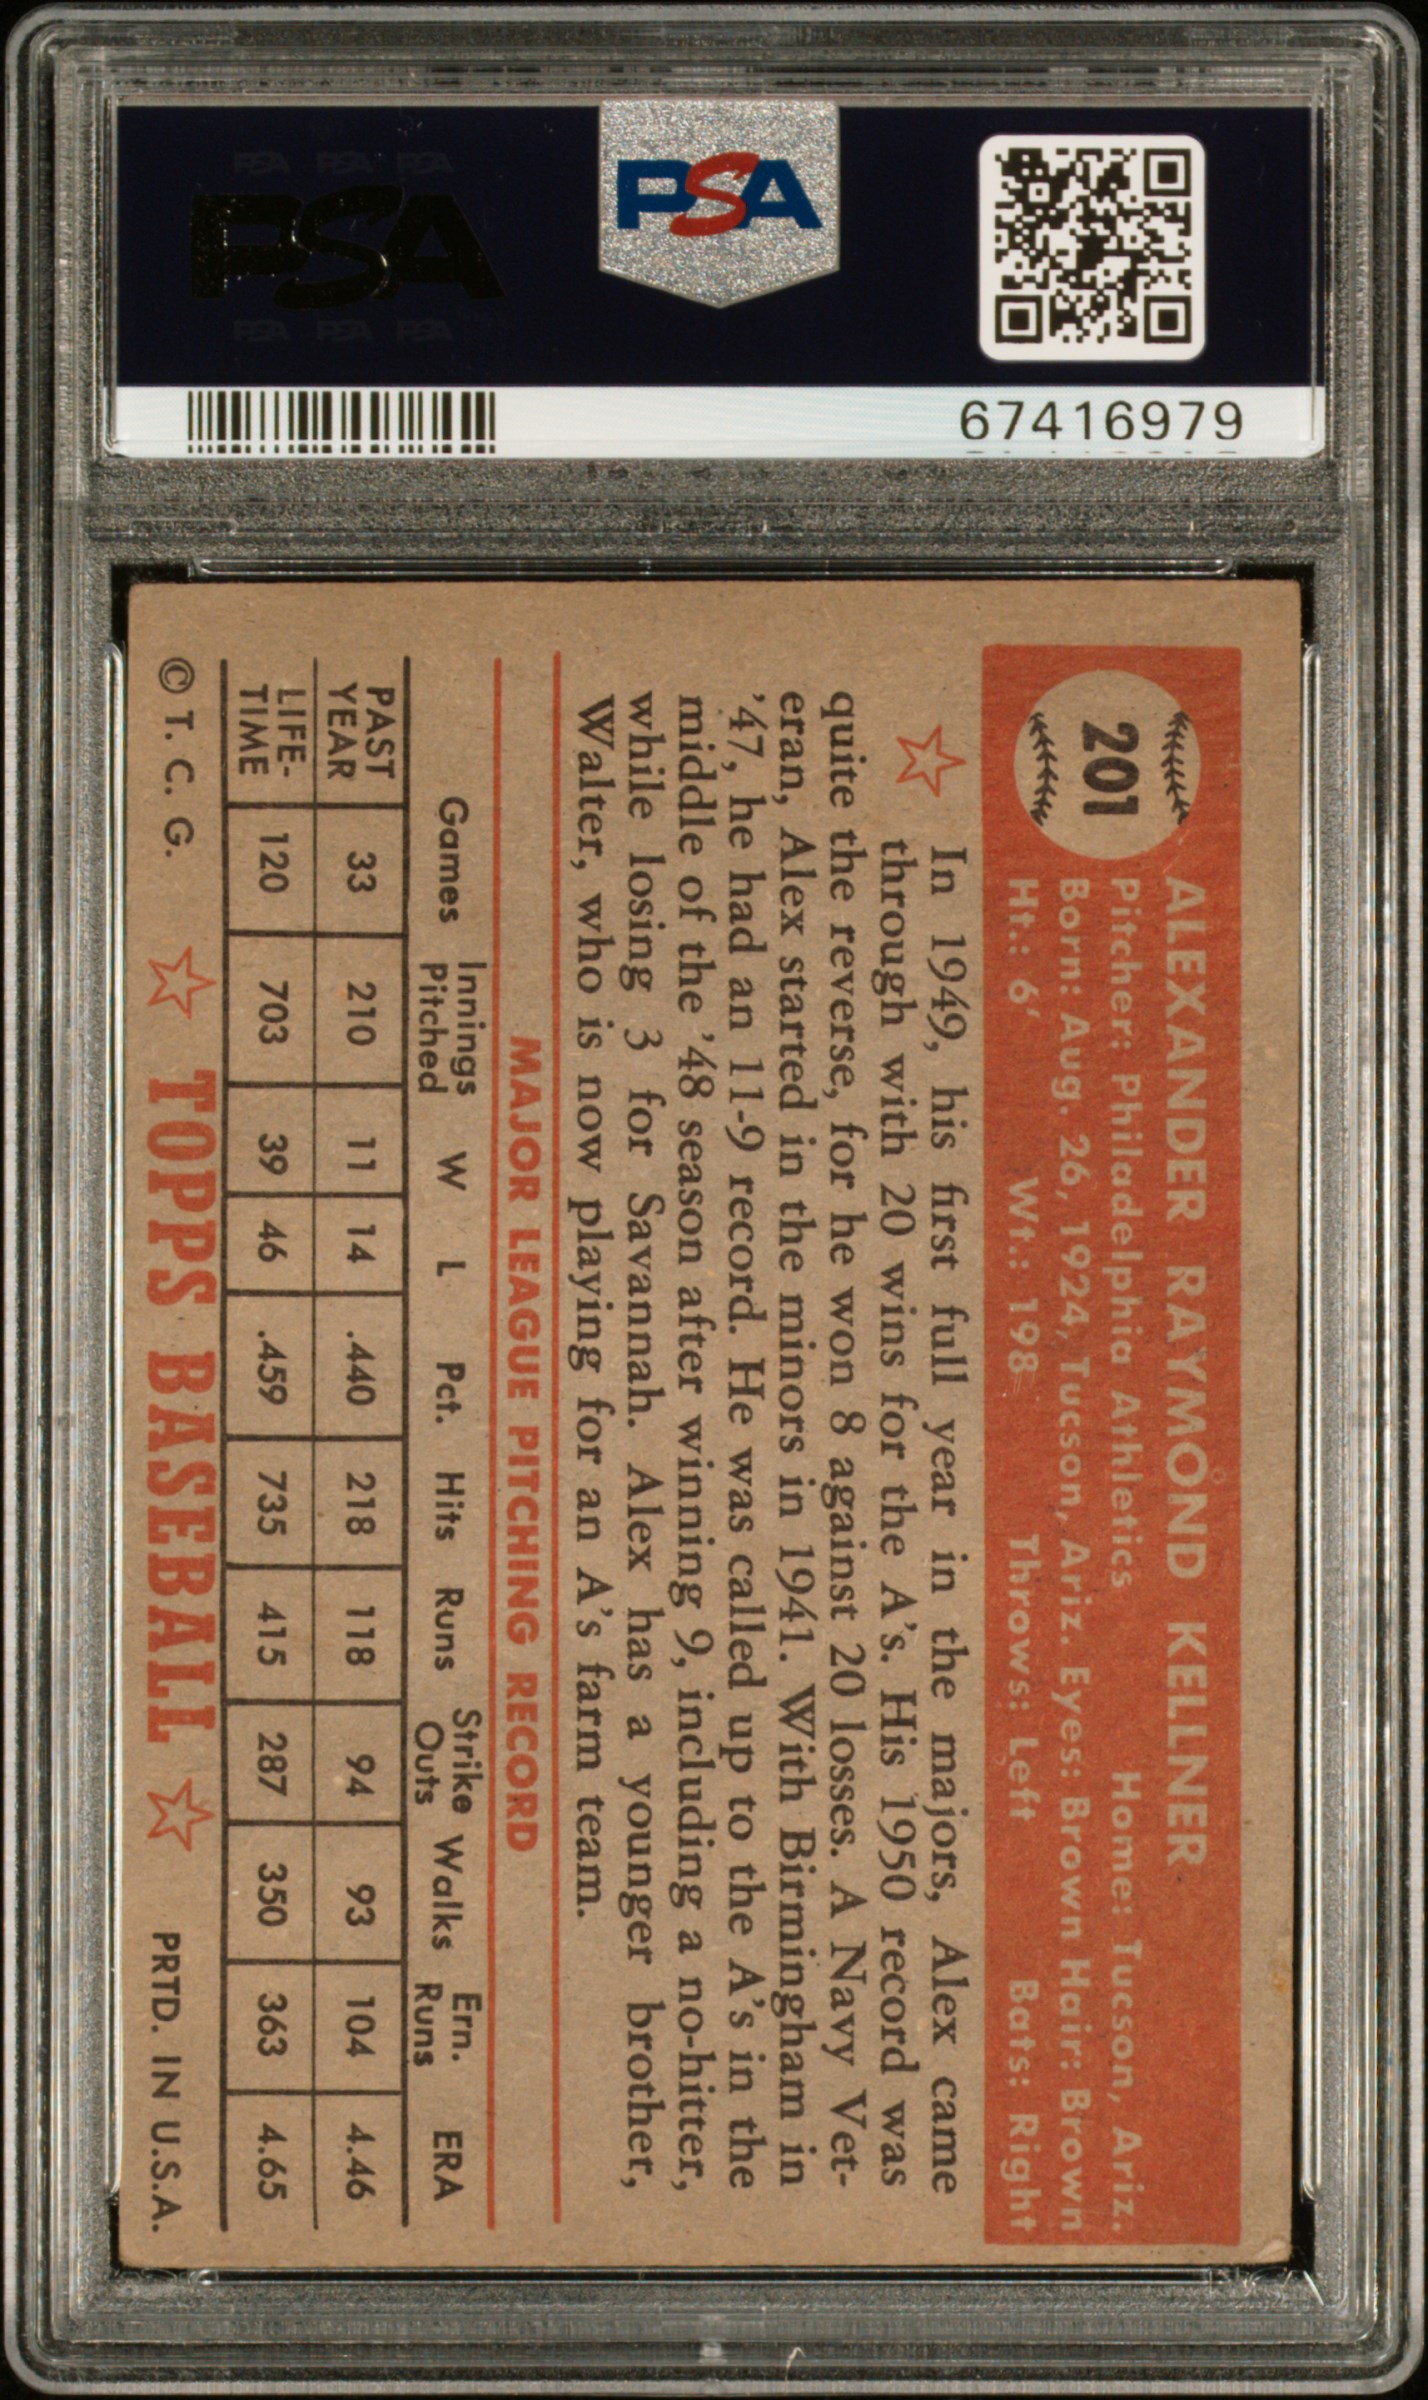 PSA PSA PSA
PSA
PSA PSA PSA
PSA
67416979
201
ALEXANDER RAYMOND KELLNER
Pitcher: Philadelphia Athletics Home: Tucson, Ariz.
Born: Aug. 26, 1924, Tucson, Ariz. Eyes: Brown Hair: Brown
Ht.: 6' Wt.: 198 Throws: Left Bats: Right
In 1949, his first full year in the majors, Alex came
through with 20 wins for the A's. His 1950 record was
quite the reverse, for he won 8 against 20 losses. A Navy Vet-
eran, Alex started in the minors in 1941. With Birmingham in
'47, he had an 11-9 record. He was called up to the A's in the
middle of the '48 season after winning 9, including a no-hitter,
while losing 3 for Savannah. Alex has a younger brother,
Walter, who is now playing for an A's farm team.
MAJOR LEAGUE PITCHING RECORD
Games Innings Pitched W L Pct. Hits Runs Strike Outs Walks Ern. Runs ERA
PAST YEAR 33 210 11 14 .440 218 118 94 93 104 4.46
LIFE-TIME 120 703 39 46 .459 735 415 287 350 363 4.65
© T. C. G. TOPPS BASEBALL PRTD. IN U.S.A.